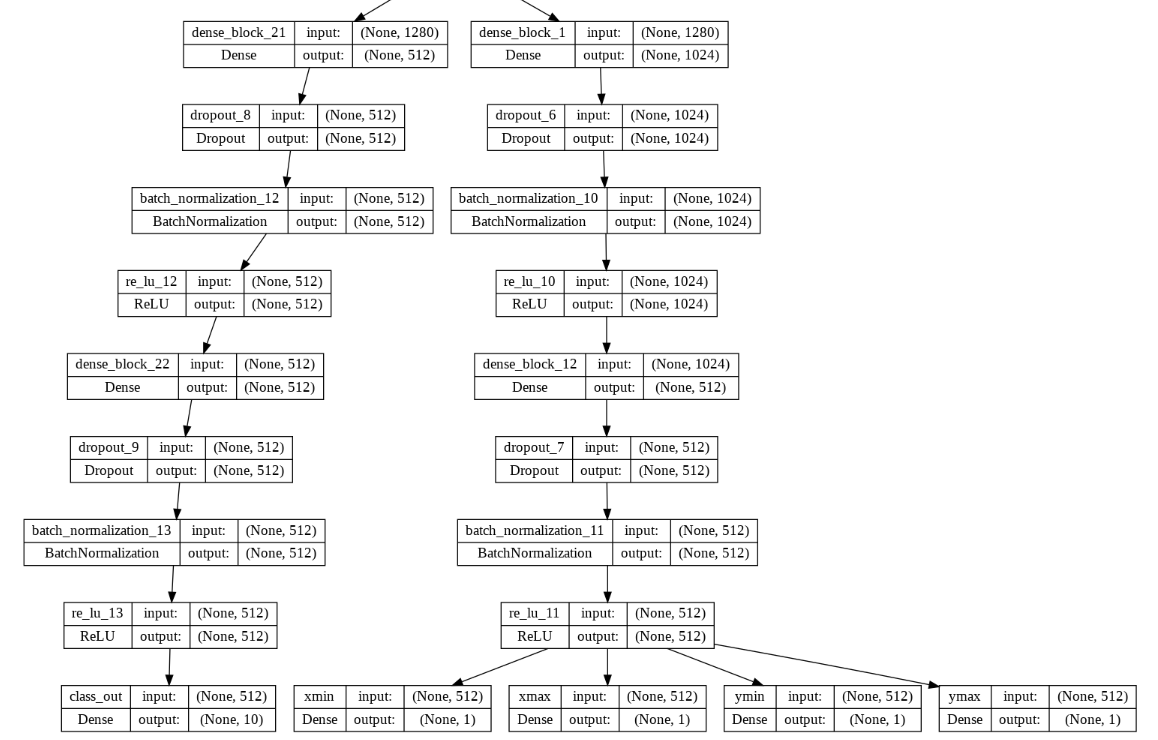 dense_block_21 input: (None, 1280) dense_block_1 input: (None, 1280)
Dense output: (None, 512) Dense output: (None, 1024)
dropout_8 input: (None, 512) dropout_6 input: (None, 1024)
Dropout output: (None, 512) Dropout output: (None, 1024)
batch_normalization_12 input: (None, 512) batch_normalization_10 input: (None, 1024)
BatchNormalization output: (None, 512) BatchNormalization output: (None, 1024)
re_lu_12 input: (None, 512) re_lu_10 input: (None, 1024)
ReLU output: (None, 512) ReLU output: (None, 1024)
dense_block_22 input: (None, 512) dense_block_12 input: (None, 1024)
Dense output: (None, 512) Dense output: (None, 512)
dropout_9 input: (None, 512) dropout_7 input: (None, 512)
Dropout output: (None, 512) Dropout output: (None, 512)
batch_normalization_13 input: (None, 512) batch_normalization_11 input: (None, 512)
BatchNormalization output: (None, 512) BatchNormalization output: (None, 512)
re_lu_13 input: (None, 512) re_lu_11 input: (None, 512)
ReLU output: (None, 512) ReLU output: (None, 512)
class_out input: (None, 512) xmin input: (None, 512) xmax input: (None, 512) ymin input: (None, 512) ymax input: (None, 512)
Dense output: (None, 10) Dense output: (None, 1) Dense output: (None, 1) Dense output: (None, 1) Dense output: (None, 1)